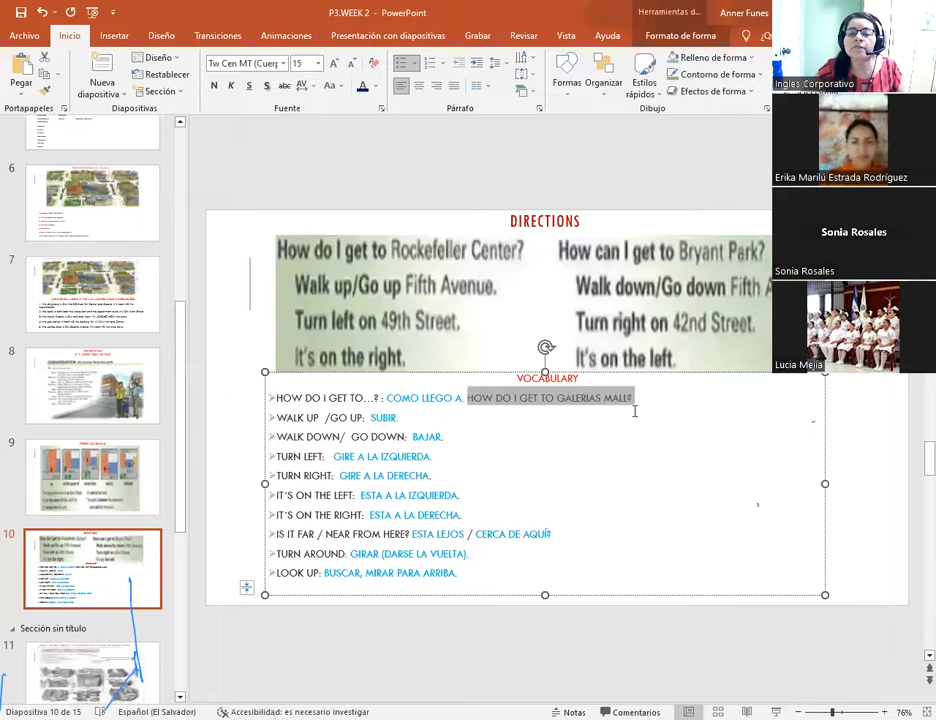 P3.WEEK 2 - PowerPoint
Herramientas d...
Anner Funes
Archivo
Inicio
Insertar
Diseño
Transiciones
Animaciones
Presentación con diapositivas
Grabar
Revisar
Vista
Ayuda
Formato de forma
Pegar
Nueva diapositiva
Diseño
Restablecer
Sección
Tw Cen MT (Cuerp
15
N K S S abc AV Aa A
Formas
Organizar
Estilos rápidos
Relleno de forma
Contorno de forma
Efectos de forma
Portapapeles
Diapositivas
Fuente
Párrafo
Dibujo
Ingles Corporativo
Erika Marilú Estrada Rodríguez
Sonia Rosales
Sonia Rosales
Lucia Mejia
6
7
8
9
10
Sección sin título
11
DIRECTIONS
How do I get to Rockefeller Center?
Walk up/Go up Fifth Avenue.
Turn left on 49th Street.
It's on the right.
How can I get to Bryant Park?
Walk down/Go down Fifth A
Turn right on 42nd Street.
It's on the left.
VOCABULARY
HOW DO I GET TO...? : COMO LLEGO A. HOW DO I GET TO GALERIAS MALL?
WALK UP /GO UP: SUBIR.
WALK DOWN/ GO DOWN: BAJAR.
TURN LEFT: GIRE A LA IZQUIERDA.
TURN RIGHT: GIRE A LA DERECHA.
IT´S ON THE LEFT: ESTA A LA IZQUIERDA.
IT´S ON THE RIGHT: ESTA A LA DERECHA.
IS IT FAR / NEAR FROM HERE? ESTA LEJOS / CERCA DE AQUÍ?
TURN AROUND: GIRAR (DARSE LA VUELTA).
LOOK UP: BUSCAR, MIRAR PARA ARRIBA.
Diapositiva 10 de 15
Español (El Salvador)
Accesibilidad: es necesario investigar
Notas
Comentarios
76%